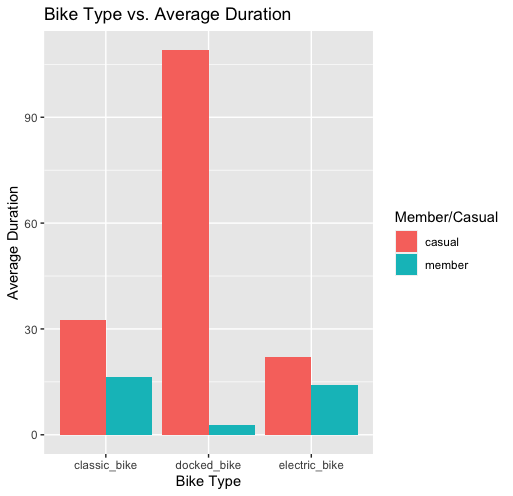 Bike Type vs. Average Duration
Average Duration
90
60
30
0
classic_bike
docked_bike
electric_bike
Bike Type
Member/Casual
casual
member